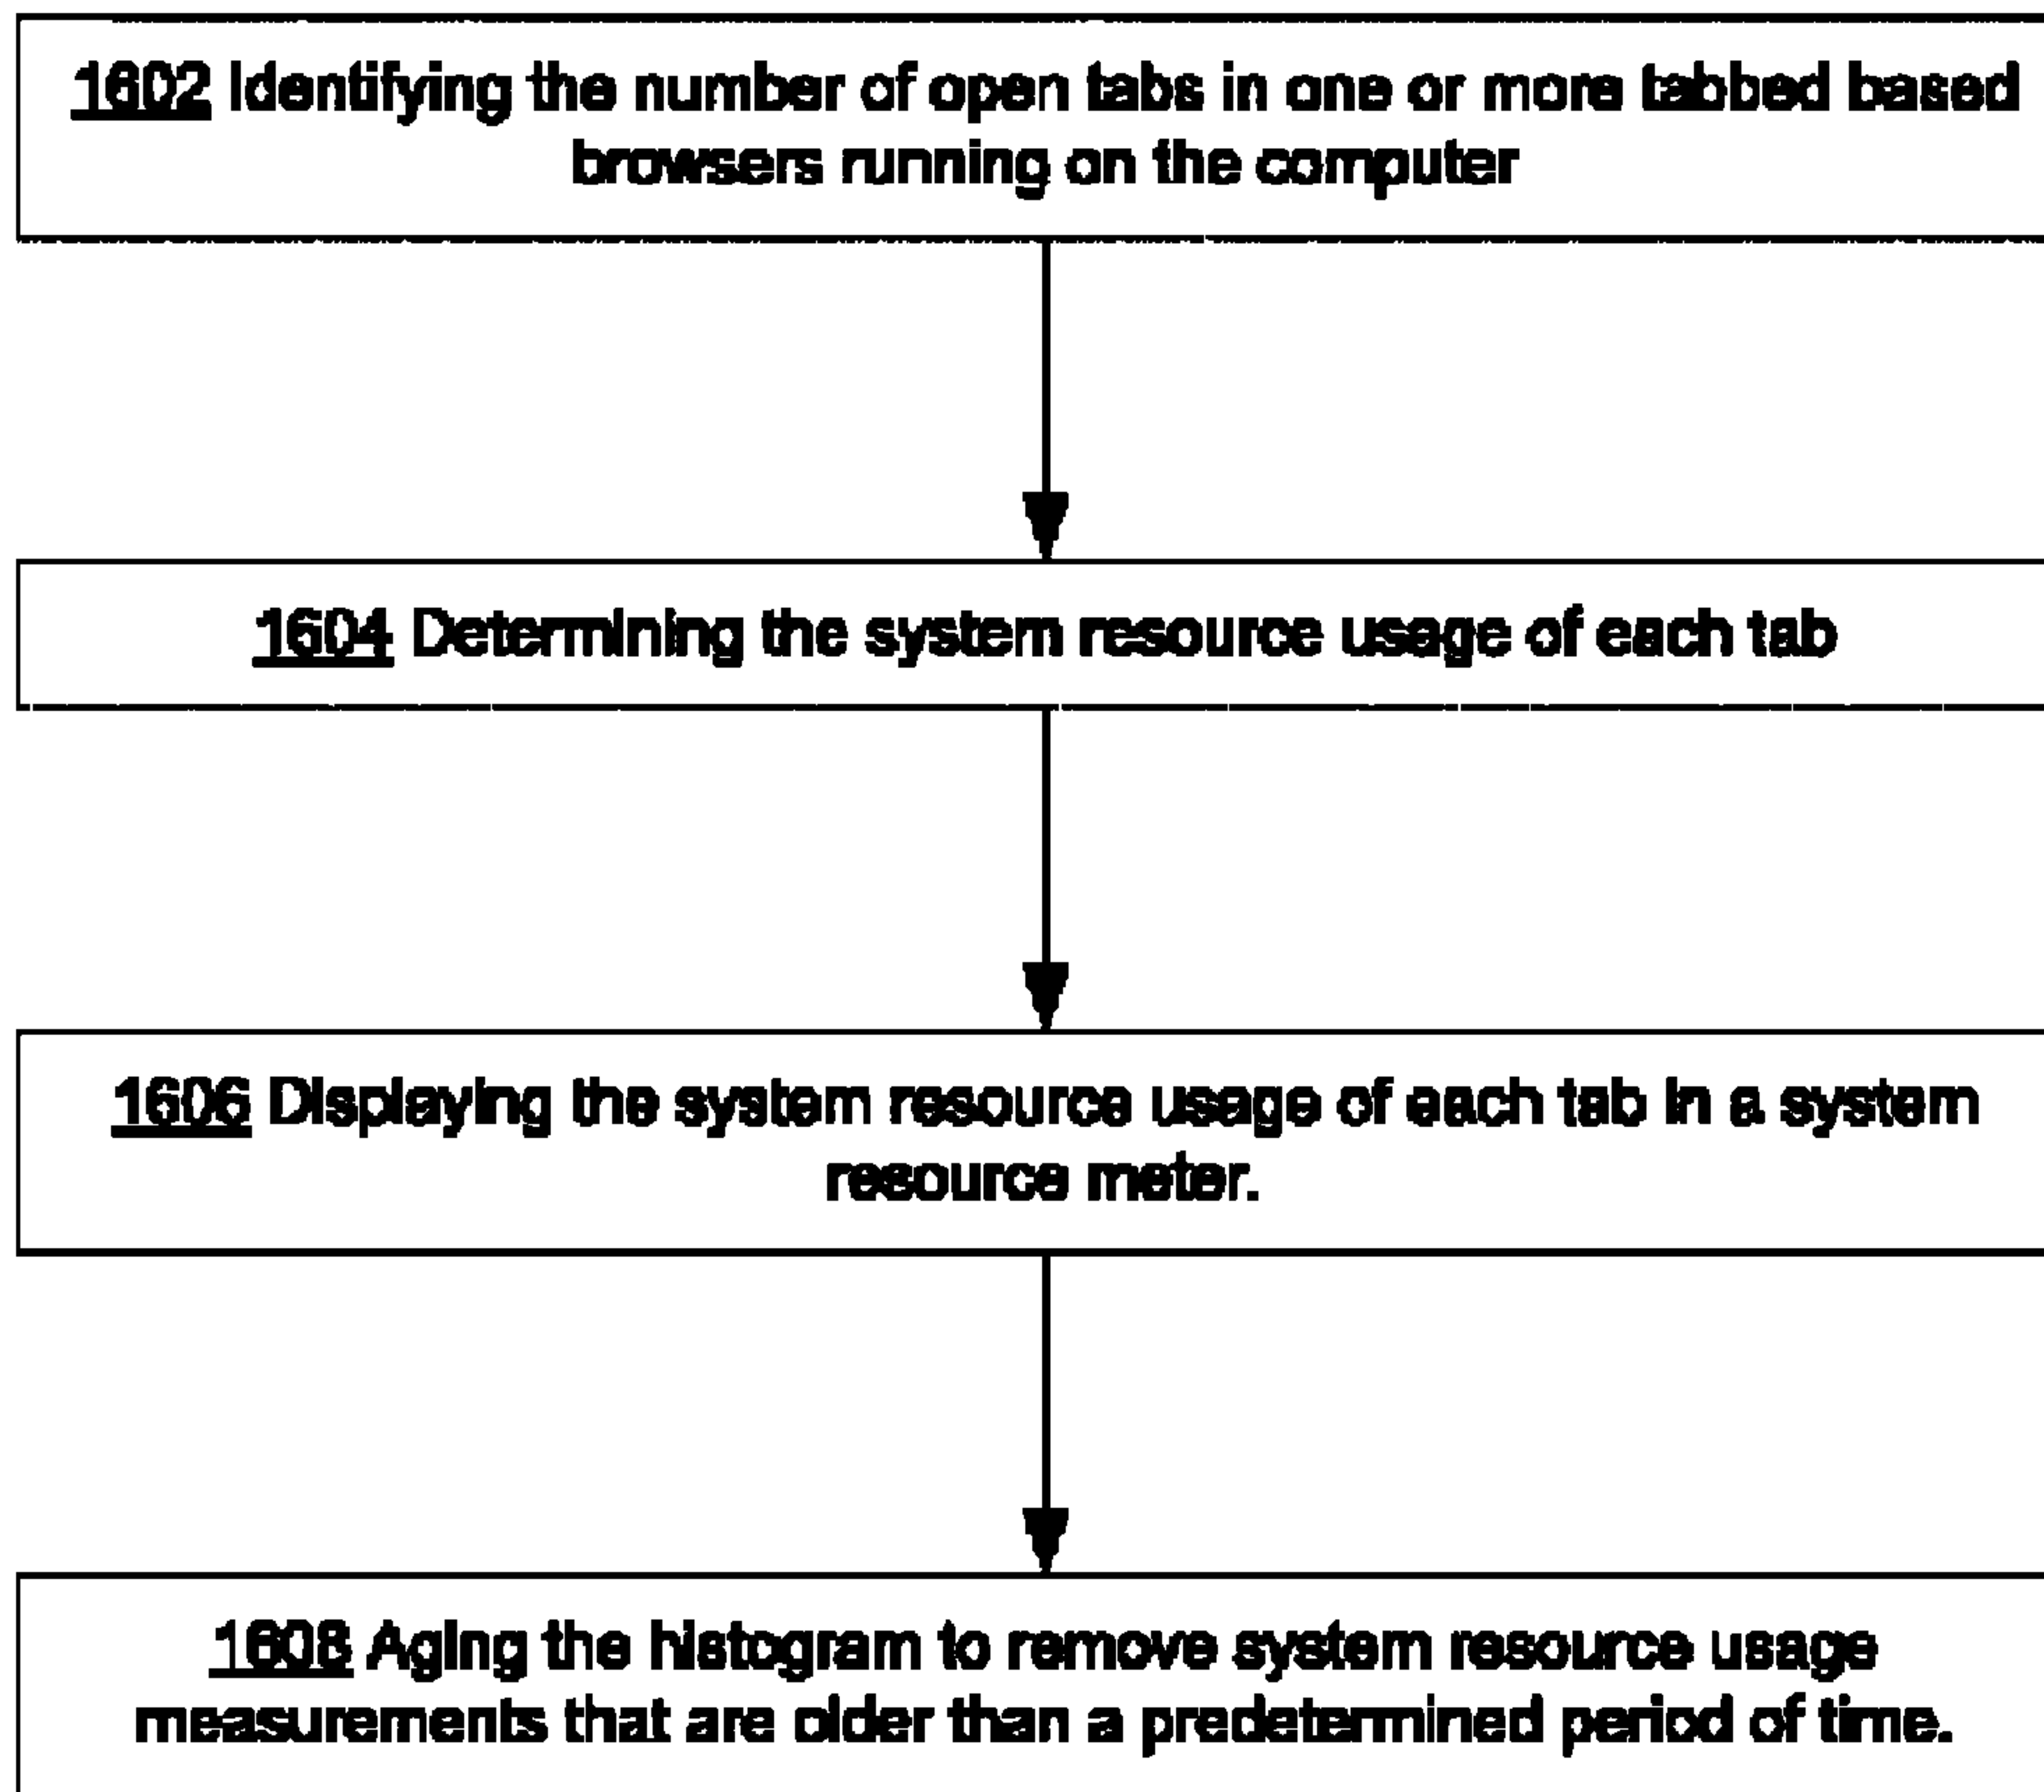 1602 Identifying the number of open tabs in one or more tabbed based
browsers running on the computer
1604 Determining the system resource usage of each tab
1606 Displaying the system resource usage of each tab in a system
resource meter.
1608 Aging the histogram to remove system resource usage
measurements that are older than a predetermined period of time.